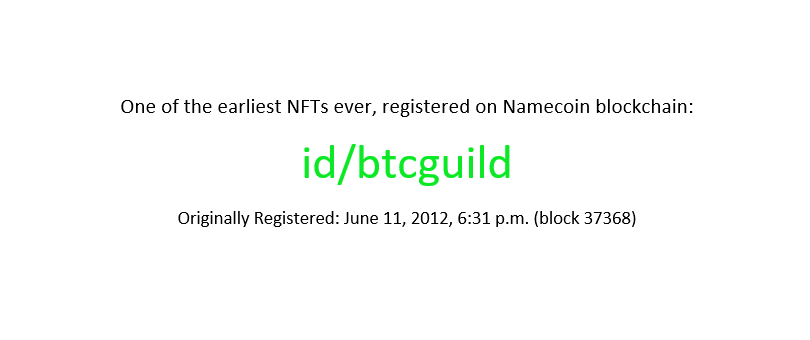 One of the earliest NFTs ever, registered on Namecoin blockchain:
id/btcguild
Originally Registered: June 11, 2012, 6:31 p.m. (block 37368)